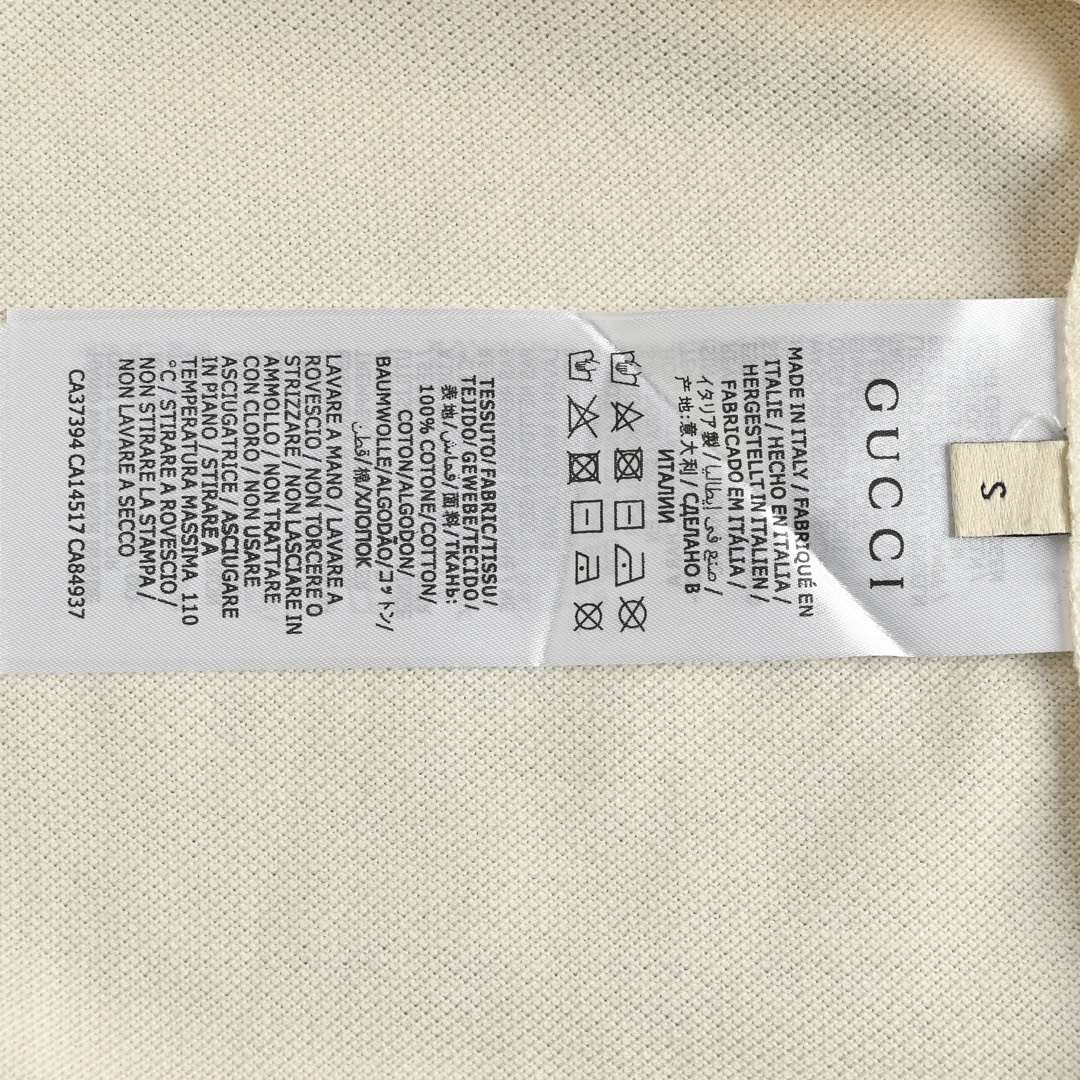 S
GUCCI
MADE IN ITALY / FABRIQUÉ EN
ITALIE / HECHO EN ITALIA /
HERGESTELLT IN ITALIEN /
FABRICADO EM ITÁLIA /
イタリア製 / صنع في إيطاليا /
产地:意大利 / СДЕЛАНО В
ИТАЛИИ
TESSUTO/FABRIC/TISSU/
TEJIDO/GEWEBE/TECIDO/
表地/قماش/面料/ТКАНЬ:
100% COTONE/COTTON/
COTON/ALGODON/
BAUMWOLLE/ALGODÃO/コットン/
قطن/棉/ХЛОПОК
LAVARE A MANO / LAVARE A
ROVESCIO / NON TORCERE O
STRIZZARE / NON LASCIARE IN
AMMOLLO / NON TRATTARE
CON CLORO / NON USARE
ASCIUGATRICE / ASCIUGARE
IN PIANO / STIRARE A
TEMPERATURA MASSIMA 110
°C / STIRARE A ROVESCIO /
NON STIRARE LA STAMPA /
NON LAVARE A SECCO
CA37394 CA14517 CA84937